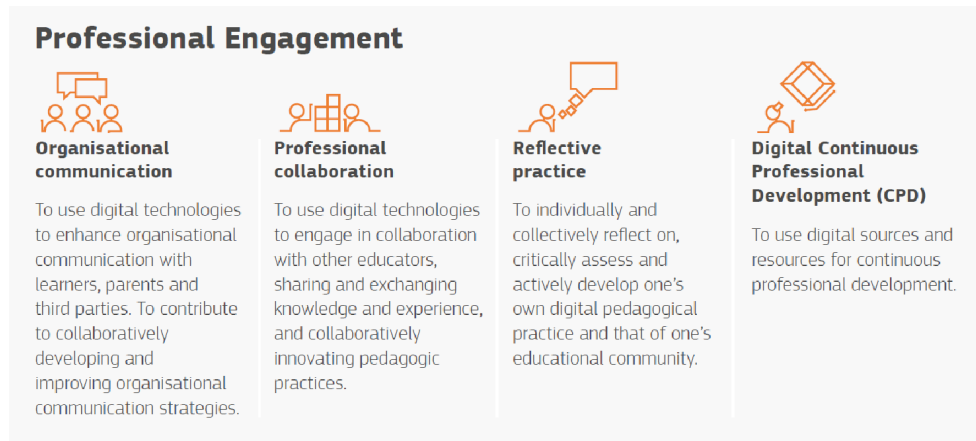 Professional Engagement
Organisational
communication
To use digital technologies
to enhance organisational
communication with
learners, parents and
third parties. To contribute
to collaboratively
developing and
improving organisational
communication strategies.
Professional
collaboration
To use digital technologies
to engage in collaboration
with other educators,
sharing and exchanging
knowledge and experience,
and collaboratively
innovating pedagogic
practices.
Reflective
practice
To individually and
collectively reflect on,
critically assess and
actively develop one’s
own digital pedagogical
practice and that of one’s
educational community.
Digital Continuous
Professional
Development (CPD)
To use digital sources and
resources for continuous
professional development.